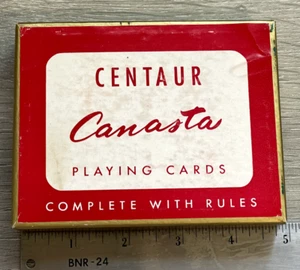 CENTAUR
Canasta
PLAYING CARDS
COMPLETE WITH RULES
1 2 3 4 5
BNR-24